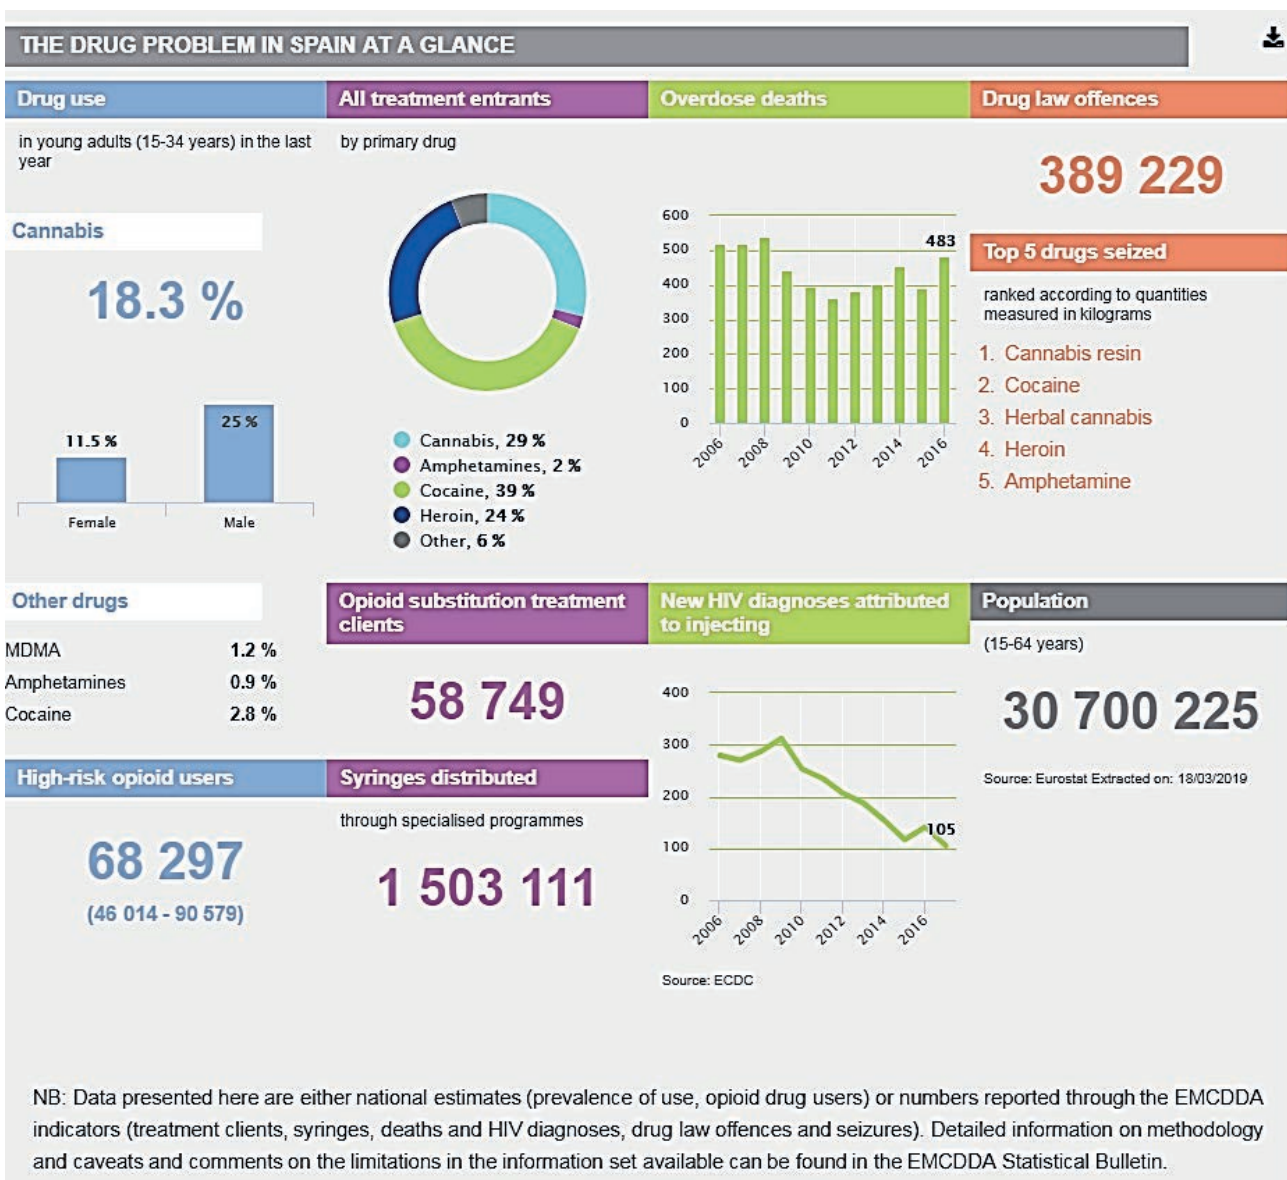 THE DRUG PROBLEM IN SPAIN AT A GLANCE
Drug use
in young adults (15-34 years) in the last
year
Cannabis
18.3 %
11.5 %
25 %
Female
Male
All treatment entrants
by primary drug
Cannabis, 29 %
Amphetamines, 2 %
Cocaine, 39 %
Heroin, 24 %
Other, 6 %
Overdose deaths
600
500
400
300
200
100
0
483
2006
2008
2010
2012
2014
2016
Drug law offences
389 229
Top 5 drugs seized
ranked according to quantities
measured in kilograms
1. Cannabis resin
2. Cocaine
3. Herbal cannabis
4. Heroin
5. Amphetamine
Other drugs
MDMA 1.2 %
Amphetamines 0.9 %
Cocaine 2.8 %
High-risk opioid users
68 297
(46 014 - 90 579)
Opioid substitution treatment
clients
58 749
Syringes distributed
through specialised programmes
1 503 111
New HIV diagnoses attributed
to injecting
400
300
200
100
0
105
2006
2008
2010
2012
2014
2016
Source: ECDC
Population
(15-64 years)
30 700 225
Source: Eurostat Extracted on: 18/03/2019
NB: Data presented here are either national estimates (prevalence of use, opioid drug users) or numbers reported through the EMCDDA
indicators (treatment clients, syringes, deaths and HIV diagnoses, drug law offences and seizures). Detailed information on methodology
and caveats and comments on the limitations in the information set available can be found in the EMCDDA Statistical Bulletin.